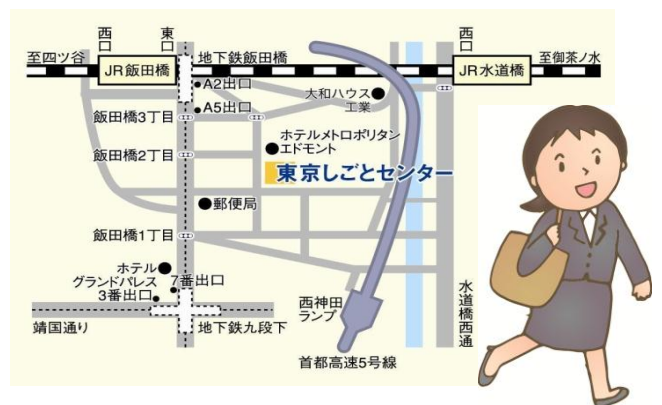 西口
東口
西口
至四ツ谷
地下鉄飯田橋
至御茶ノ水
JR飯田橋
JR水道橋
A2出口
大和ハウス
工業
A5出口
飯田橋3丁目
ホテルメトロポリタン
エドモント
飯田橋2丁目
東京しごとセンター
郵便局
飯田橋1丁目
ホテル
グランドパレス
7番出口
3番出口
西神田
ランプ
水道橋西通
靖国通り
地下鉄九段下
首都高速5号線